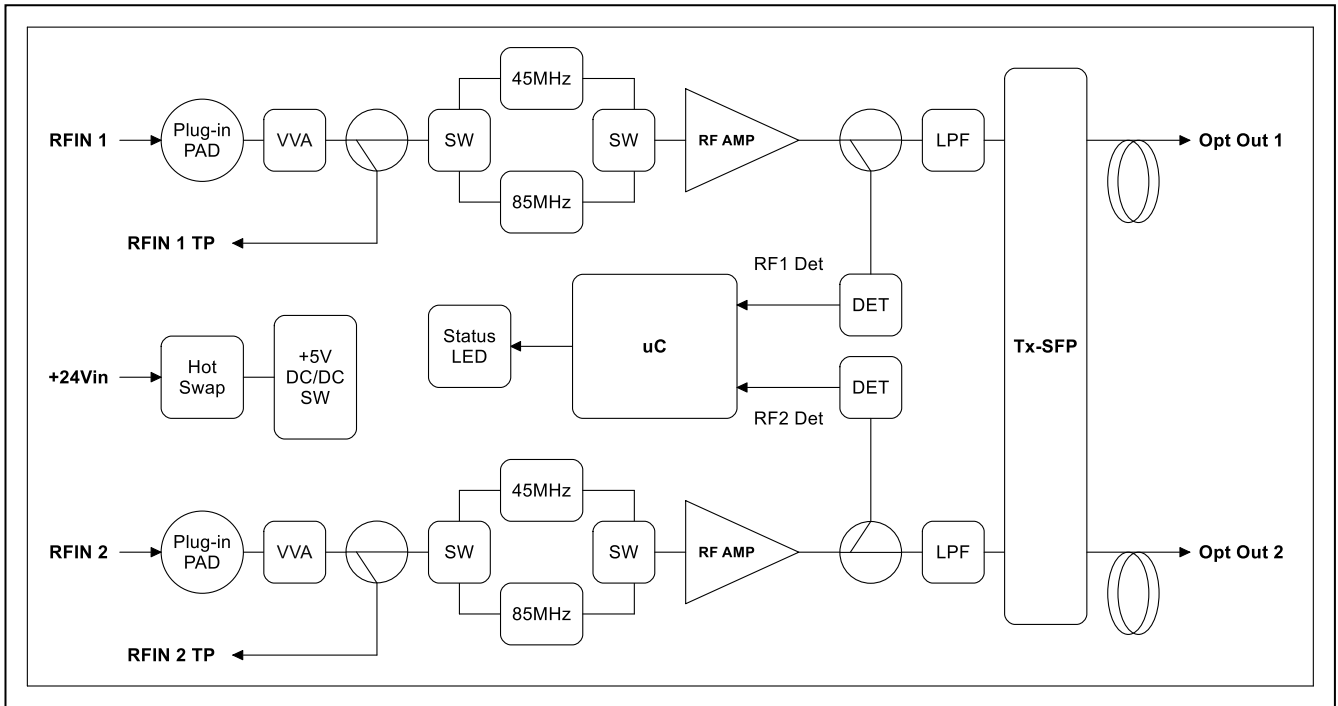 45MHz
RFIN 1
Plug-in
PAD
VVA
SW
SW
RF AMP
LPF
Opt Out 1
85MHz
RFIN 1 TP
RF1 Det
DET
Status
LED
uC
Tx-SFP
+24Vin
Hot
Swap
+5V
DC/DC
SW
DET
RF2 Det
45MHz
RFIN 2
Plug-in
PAD
VVA
SW
SW
RF AMP
LPF
Opt Out 2
85MHz
RFIN 2 TP